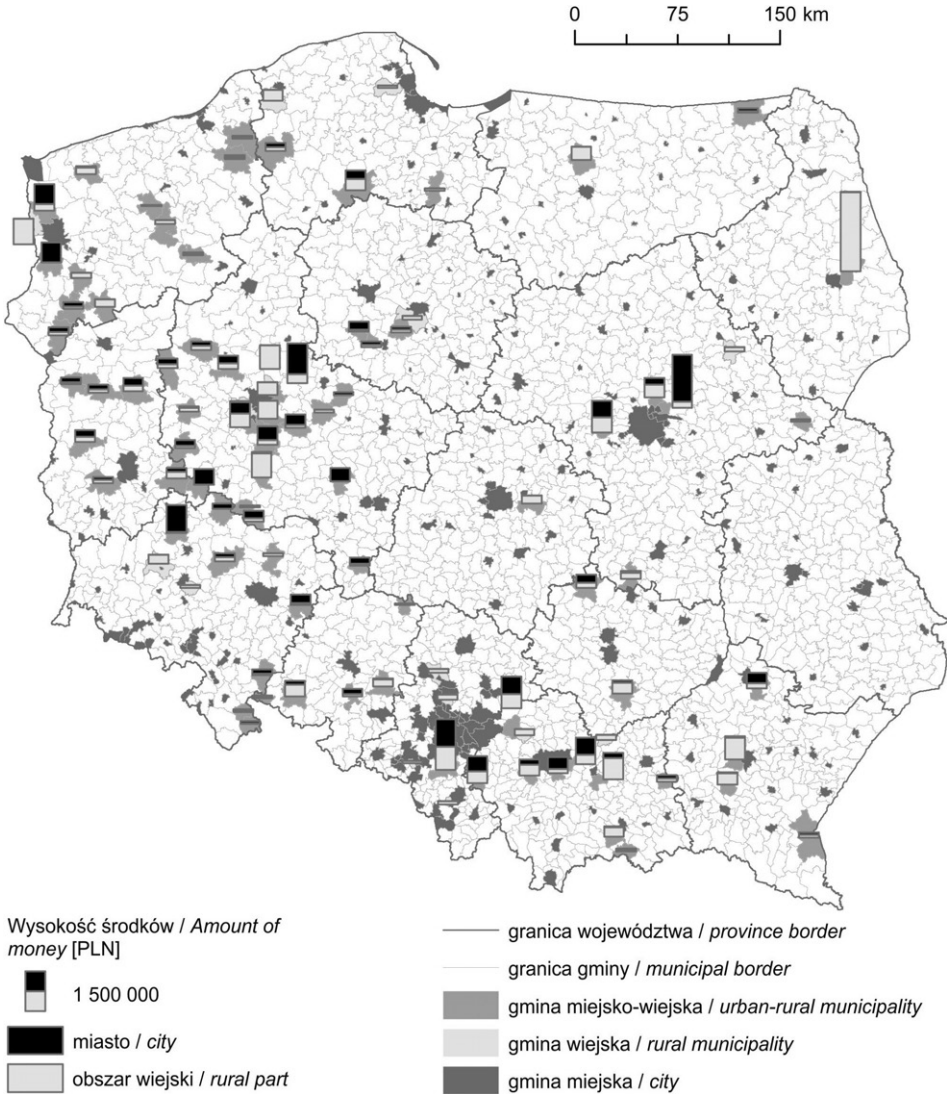 0 75 150 km
Wysokość środków / Amount of
money [PLN]
1 500 000
miasto / city
obszar wiejski / rural part
granica województwa / province border
granica gminy / municipal border
gmina miejsko-wiejska / urban-rural municipality
gmina wiejska / rural municipality
gmina miejska / city